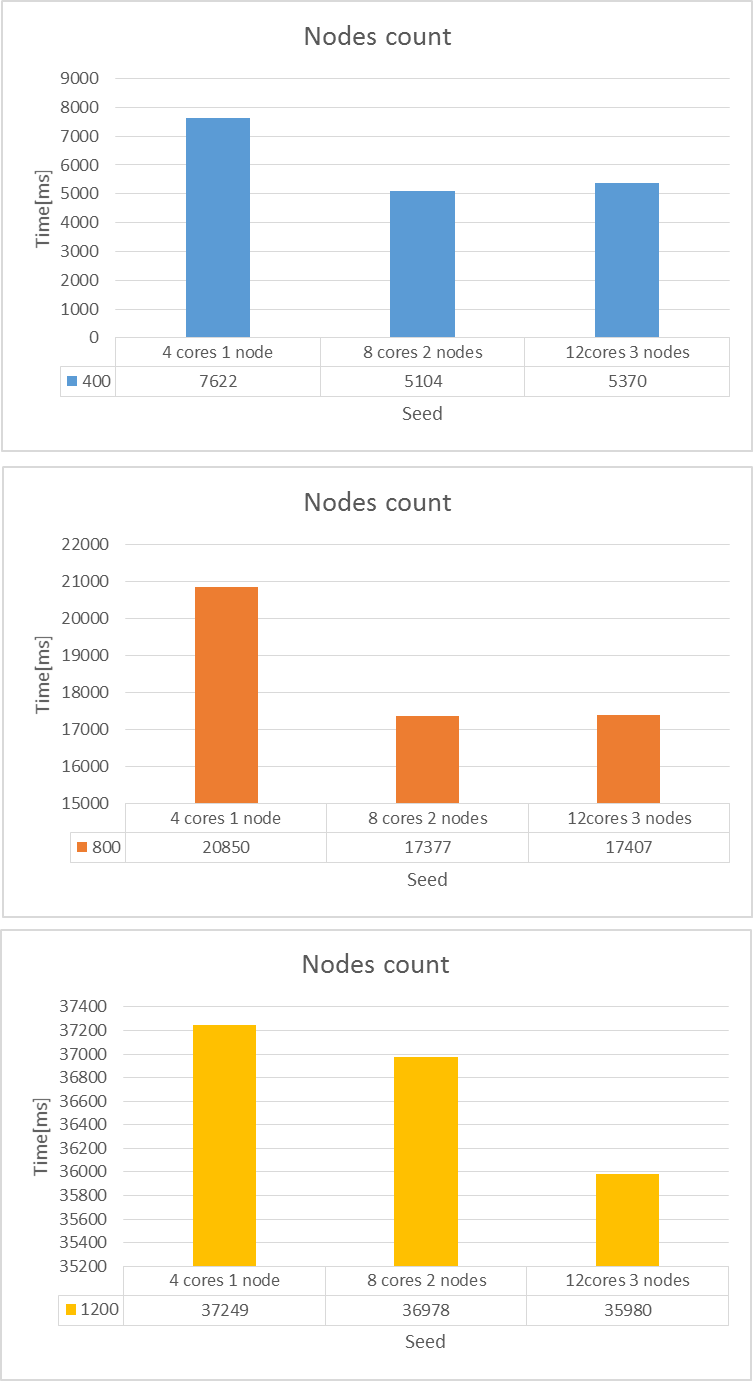 Nodes count
9000
8000
7000
6000
5000
4000
3000
2000
1000
0
Time[ms]
4 cores 1 node 8 cores 2 nodes 12cores 3 nodes
400 7622 5104 5370
Seed
Nodes count
22000
21000
20000
19000
18000
17000
16000
15000
Time[ms]
4 cores 1 node 8 cores 2 nodes 12cores 3 nodes
800 20850 17377 17407
Seed
Nodes count
37400
37200
37000
36800
36600
36400
36200
36000
35800
35600
35400
35200
Time[ms]
4 cores 1 node 8 cores 2 nodes 12cores 3 nodes
1200 37249 36978 35980
Seed